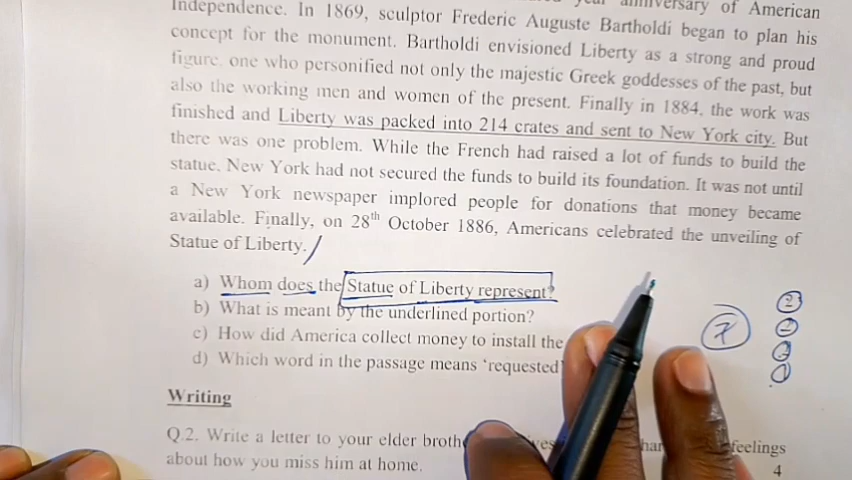 year anniversary of American
Independence. In 1869, sculptor Frederic Auguste Bartholdi began to plan his
concept for the monument. Bartholdi envisioned Liberty as a strong and proud
figure, one who personified not only the majestic Greek goddesses of the past, but
also the working men and women of the present. Finally in 1884, the work was
finished and Liberty was packed into 214 crates and sent to New York city. But
there was one problem. While the French had raised a lot of funds to build the
statue. New York had not secured the funds to build its foundation. It was not until
a New York newspaper implored people for donations that money became
available. Finally, on 28th October 1886, Americans celebrated the unveiling of
Statue of Liberty.
a) Whom does the Statue of Liberty represent?
b) What is meant by the underlined portion?
c) How did America collect money to install the
d) Which word in the passage means 'requested'
7
2
2
2
1
Writing
Q.2. Write a letter to your elder feelings
about how you miss him at home.
4